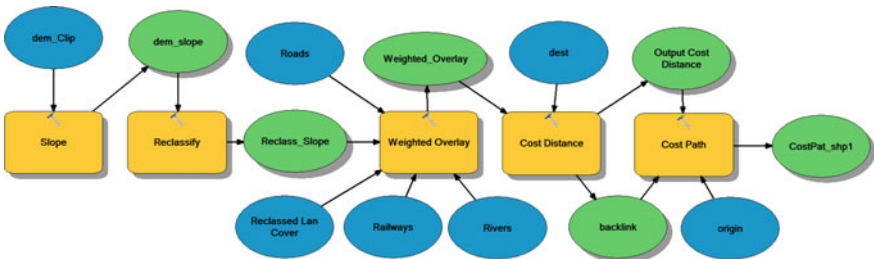 dem_Clip
dem_slope
Roads
Weighted_Overlay
dest
Output Cost
Distance
Slope
Reclassify
Reclass_Slope
Weighted Overlay
Cost Distance
Cost Path
CostPat_shp1
Reclassed Lan
Cover
Railways
Rivers
backlink
origin